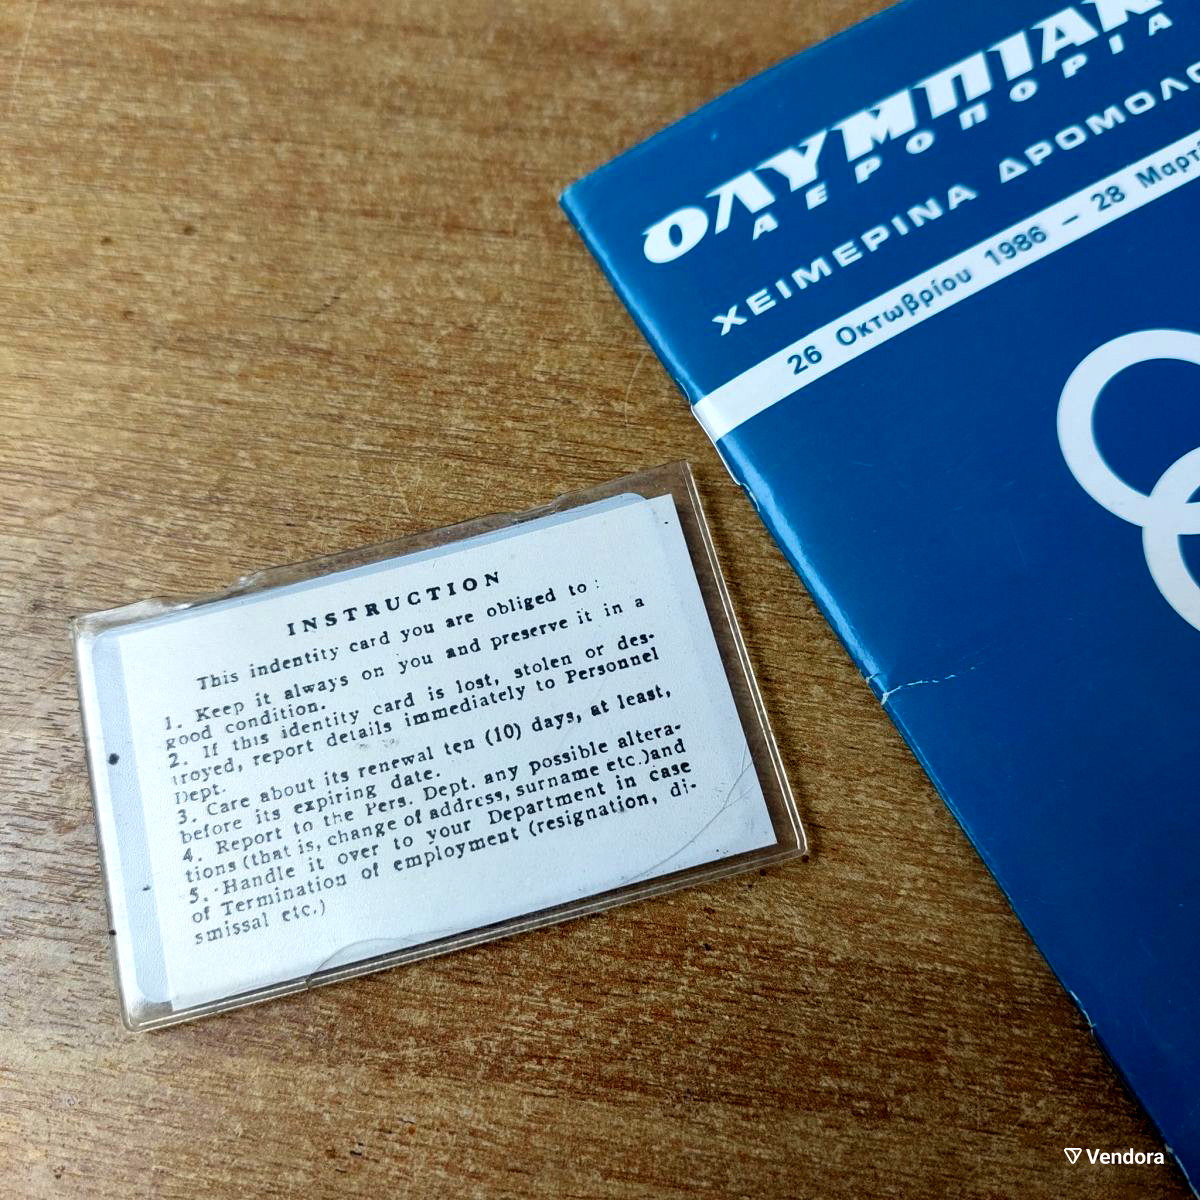 ΟΛΥΜΠΙΑΚ
ΑΕΡΟΠΟΡΙΑ
ΧΕΙΜΕΡΙΝΑ ΔΡΟΜΟΛΟ
26 Οκτωβρίου 1986 – 28 Μαρτί
INSTRUCTION
This indentity card you are obliged to :
1. Keep it always on you and preserve it in a
good condition.
2. If this identity card is lost, stolen or des-
troyed, report details immediately to Personnel
Dept.
3. Care about its renewal ten (10) days, at least,
before its expiring date.
4. Report to the Pers. Dept. any possible altera-
tions (that is, change of address, surname etc.)and
5. Handle it over to your Department in case
of Termination of employment (resignation, di-
smissal etc.)
Vendora